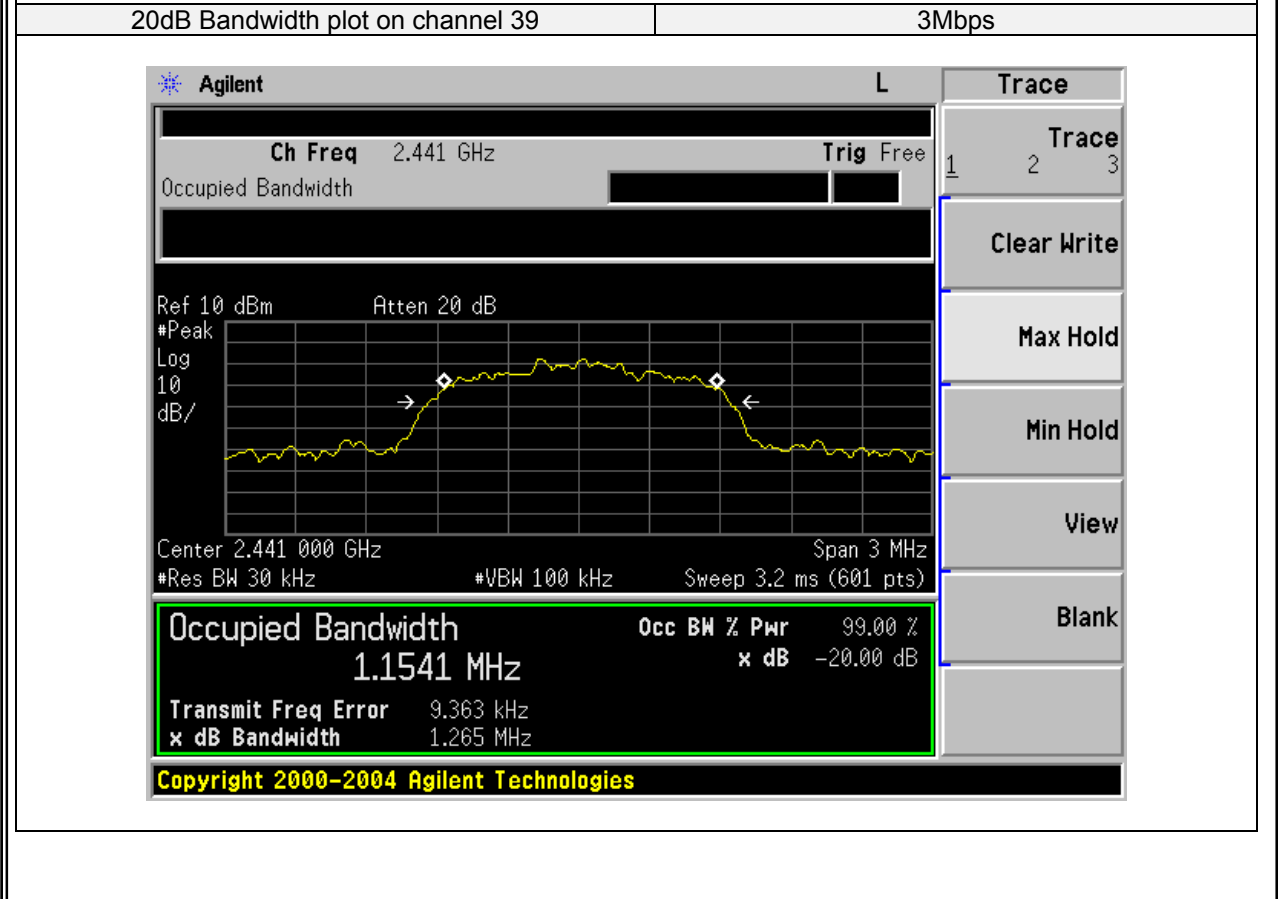 20dB Bandwidth plot on channel 39 3Mbps
Agilent L Trace
Ch Freq 2.441 GHz Trig Free
Occupied Bandwidth
Trace
1 2 3
Clear Write
Max Hold
Min Hold
View
Blank
Ref 10 dBm Atten 20 dB
#Peak
Log
10
dB/
Center 2.441 000 GHz Span 3 MHz
#Res BW 30 kHz #VBW 100 kHz Sweep 3.2 ms (601 pts)
Occupied Bandwidth Occ BW % Pwr 99.00 %
1.1541 MHz x dB -20.00 dB
Transmit Freq Error 9.363 kHz
x dB Bandwidth 1.265 MHz
Copyright 2000-2004 Agilent Technologies